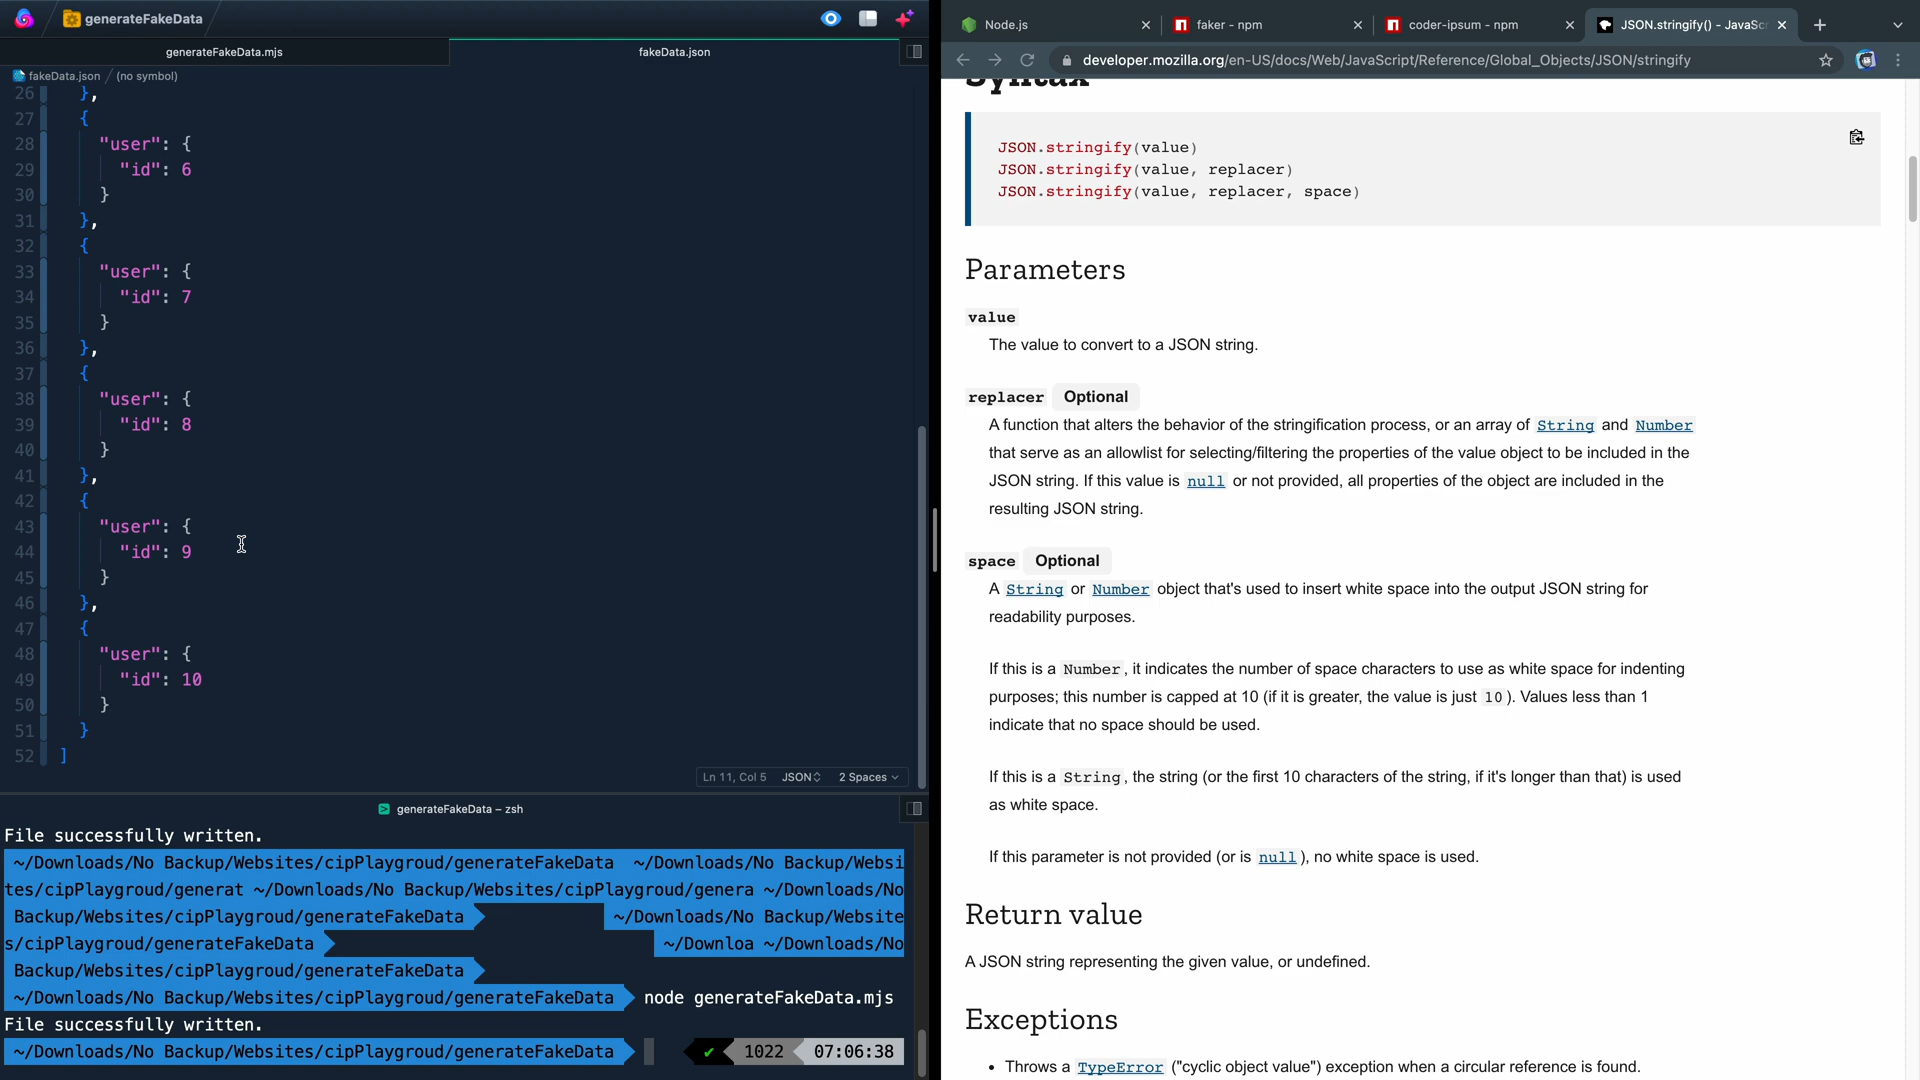 generateFakeData
generateFakeData.mjs
fakeData.json
fakeData.json
(no symbol)
26 },
27 {
28 "user": {
29 "id": 6
30 }
31 },
32 {
33 "user": {
34 "id": 7
35 }
36 },
37 {
38 "user": {
39 "id": 8
40 }
41 },
42 {
43 "user": {
44 "id": 9
45 }
46 },
47 {
48 "user": {
49 "id": 10
50 }
51 }
52 ]
Ln 11, Col 5 JSON 2 Spaces
generateFakeData – zsh
File successfully written.
~/Downloads/No Backup/Websites/cipPlaygroud/generateFakeData ~/Downloads/No Backup/Websi
tes/cipPlaygroud/generat ~/Downloads/No Backup/Websites/cipPlaygroud/genera ~/Downloads/No
Backup/Websites/cipPlaygroud/generateFakeData ~/Downloads/No Backup/Website
s/cipPlaygroud/generateFakeData ~/Downloa ~/Downloads/No
Backup/Websites/cipPlaygroud/generateFakeData
~/Downloads/No Backup/Websites/cipPlaygroud/generateFakeData node generateFakeData.mjs
File successfully written.
~/Downloads/No Backup/Websites/cipPlaygroud/generateFakeData ✔ 1022 07:06:38
Node.js
faker - npm
coder-ipsum - npm
JSON.stringify() - JavaSc
developer.mozilla.org/en-US/docs/Web/JavaScript/Reference/Global_Objects/JSON/stringify
Syntax
JSON.stringify(value)
JSON.stringify(value, replacer)
JSON.stringify(value, replacer, space)
Parameters
value
The value to convert to a JSON string.
replacer Optional
A function that alters the behavior of the stringification process, or an array of String and Number
that serve as an allowlist for selecting/filtering the properties of the value object to be included in the
JSON string. If this value is null or not provided, all properties of the object are included in the
resulting JSON string.
space Optional
A String or Number object that's used to insert white space into the output JSON string for
readability purposes.
If this is a Number, it indicates the number of space characters to use as white space for indenting
purposes; this number is capped at 10 (if it is greater, the value is just 10). Values less than 1
indicate that no space should be used.
If this is a String, the string (or the first 10 characters of the string, if it's longer than that) is used
as white space.
If this parameter is not provided (or is null), no white space is used.
Return value
A JSON string representing the given value, or undefined.
Exceptions
• Throws a TypeError ("cyclic object value") exception when a circular reference is found.